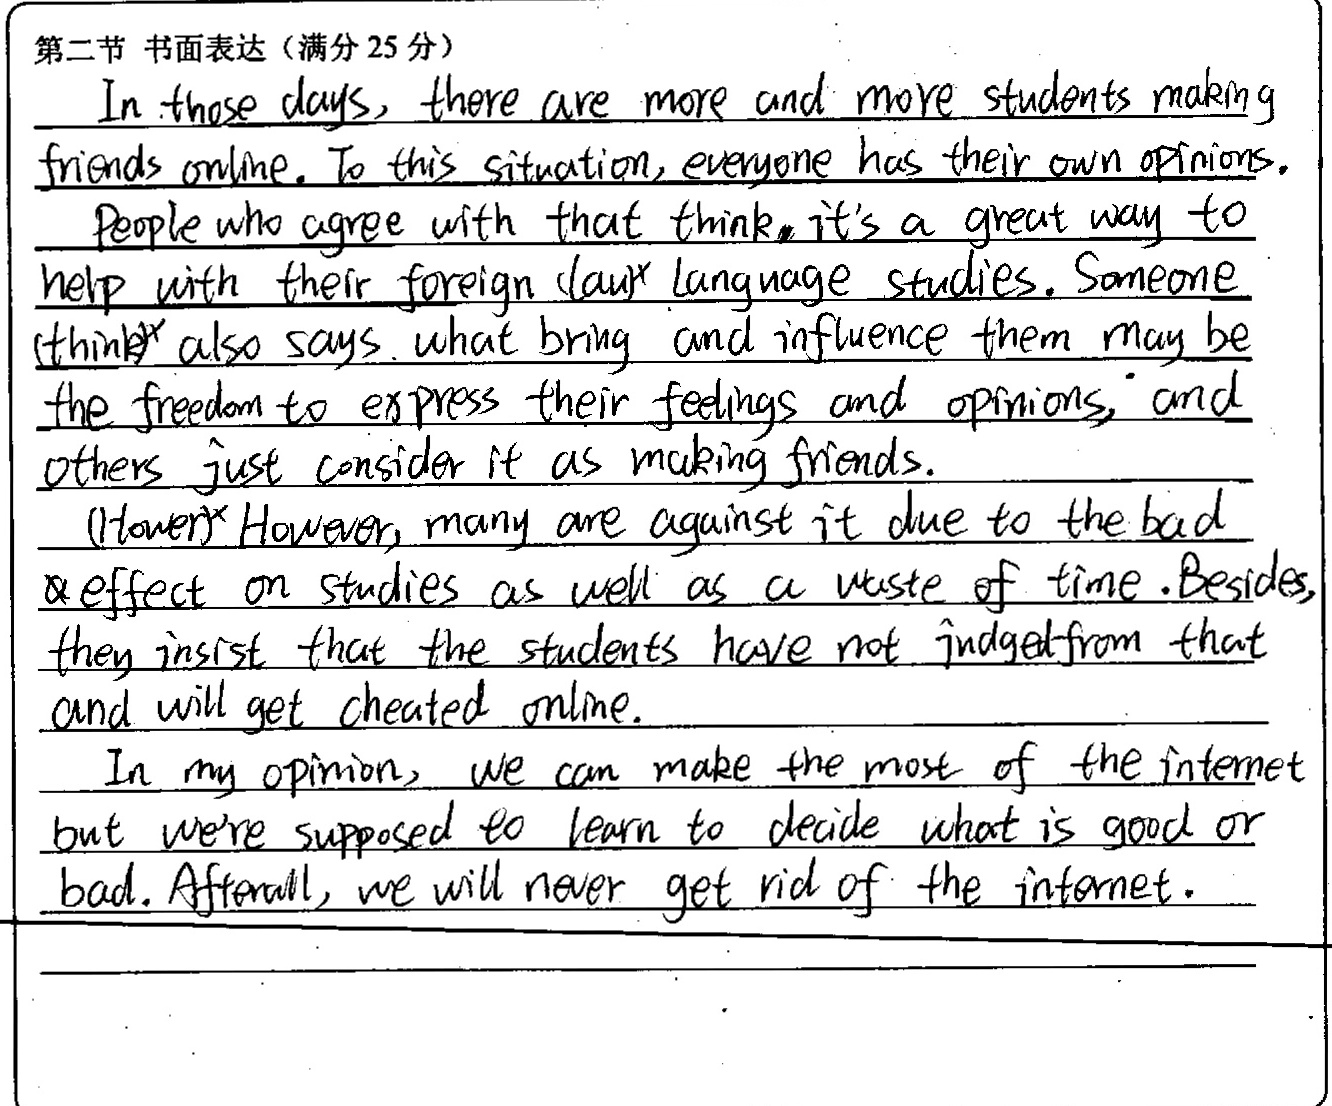 第二节 书面表达（满分 25 分）
In those days, there are more and more students making
friends online. To this situation, everyone has their own opinions.
People who agree with that think it's a great way to
help with their foreign (lau)× language studies. Someone
(think)× also says what bring and influence them may be
the freedom to express their feelings and opinions, and
others just consider it as making friends.
(Hower)× However, many are against it due to the bad
effect on studies as well as a waste of time. Besides,
they insist that the students have not judged from that
and will get cheated online.
In my opinion, we can make the most of the internet
but we're supposed to learn to decide what is good or
bad. Afterall, we will never get rid of the internet.